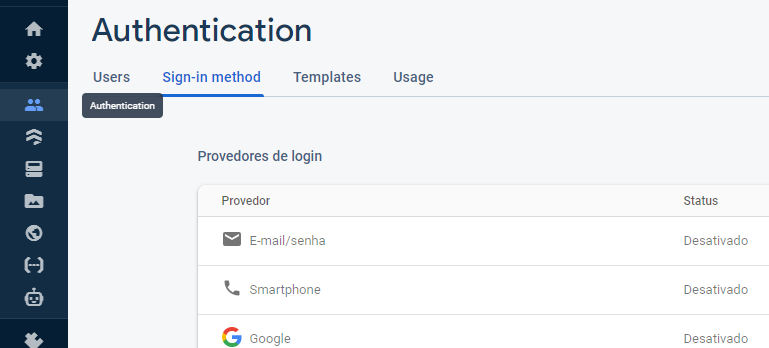 Authentication
Users Sign-in method Templates Usage
Authentication
Provedores de login
Provedor Status
E-mail/senha Desativado
Smartphone Desativado
Google Desativado